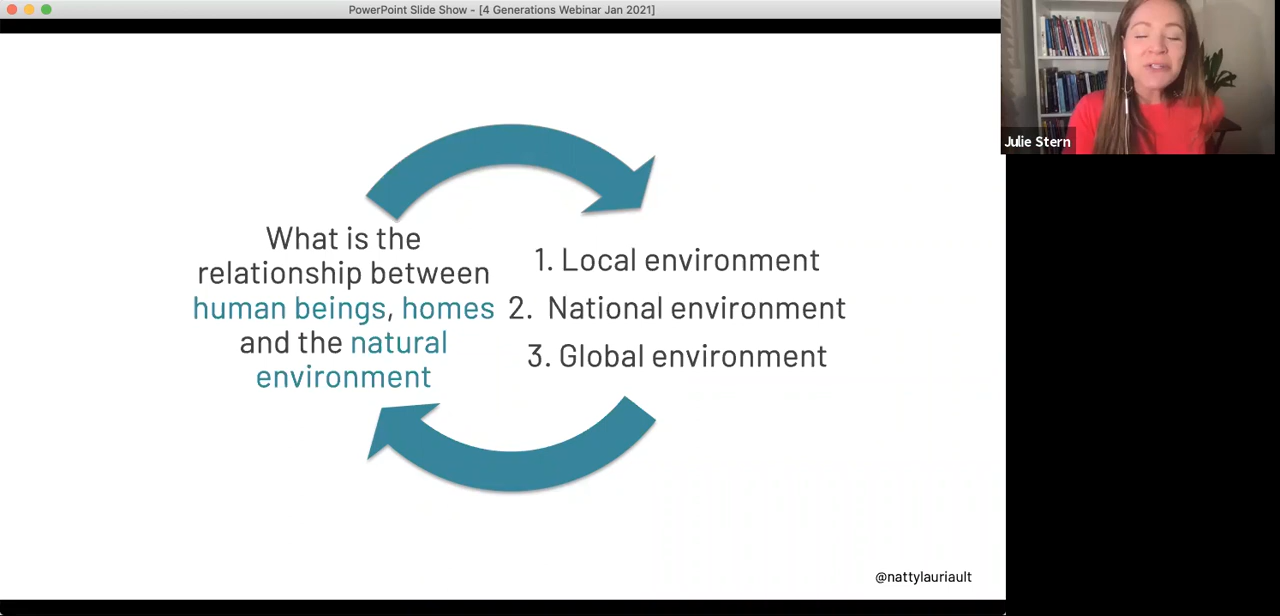 PowerPoint Slide Show - [4 Generations Webinar Jan 2021]
Julie Stern
What is the
relationship between
human beings, homes
and the natural
environment
1. Local environment
2. National environment
3. Global environment
@nattylauriault